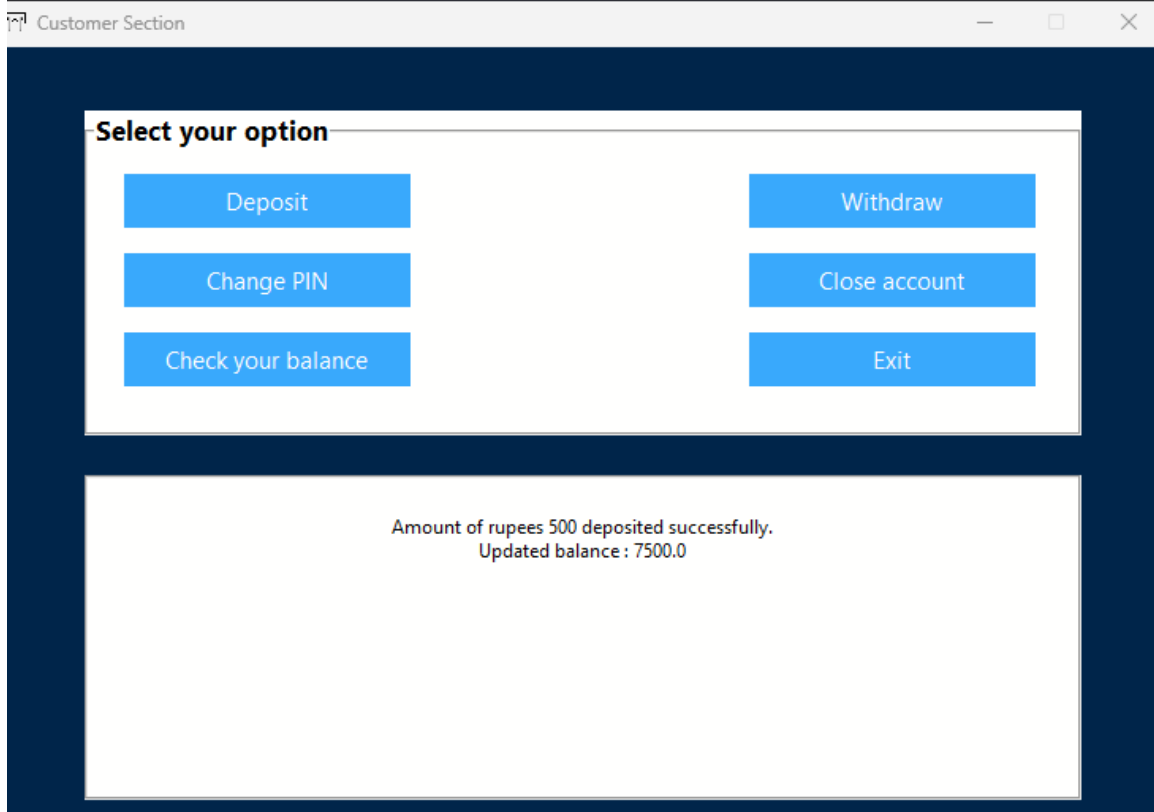 Customer Section
Select your option
Deposit
Withdraw
Change PIN
Close account
Check your balance
Exit
Amount of rupees 500 deposited successfully.
Updated balance : 7500.0